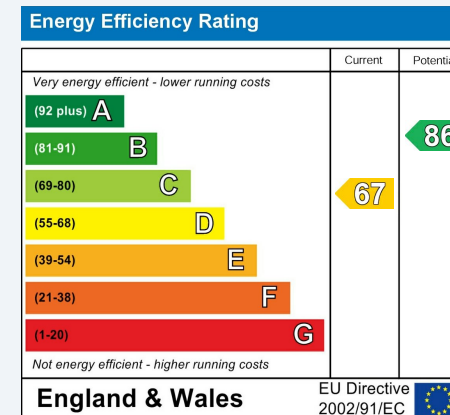 Energy Efficiency Rating
Current Potentia
Very energy efficient - lower running costs
(92 plus) A
(81-91) B
(69-80) C
(55-68) D
(39-54) E
(21-38) F
(1-20) G
67
86
Not energy efficient - higher running costs
England & Wales
EU Directive
2002/91/EC